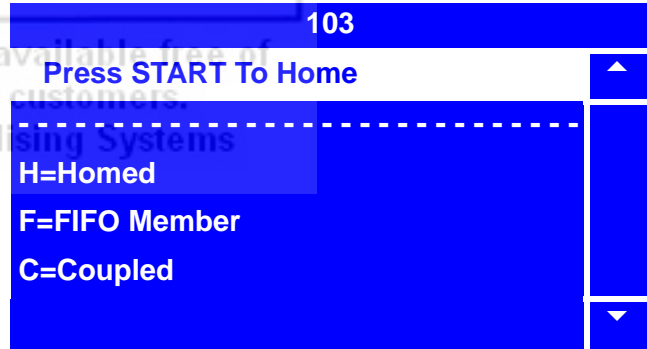 103
available free of
Press START To Home
customers.
- - - - - - - - - - - - - - - - - - - - - - - - - - - - - -
ising Systems
H=Homed
F=FIFO Member
C=Coupled